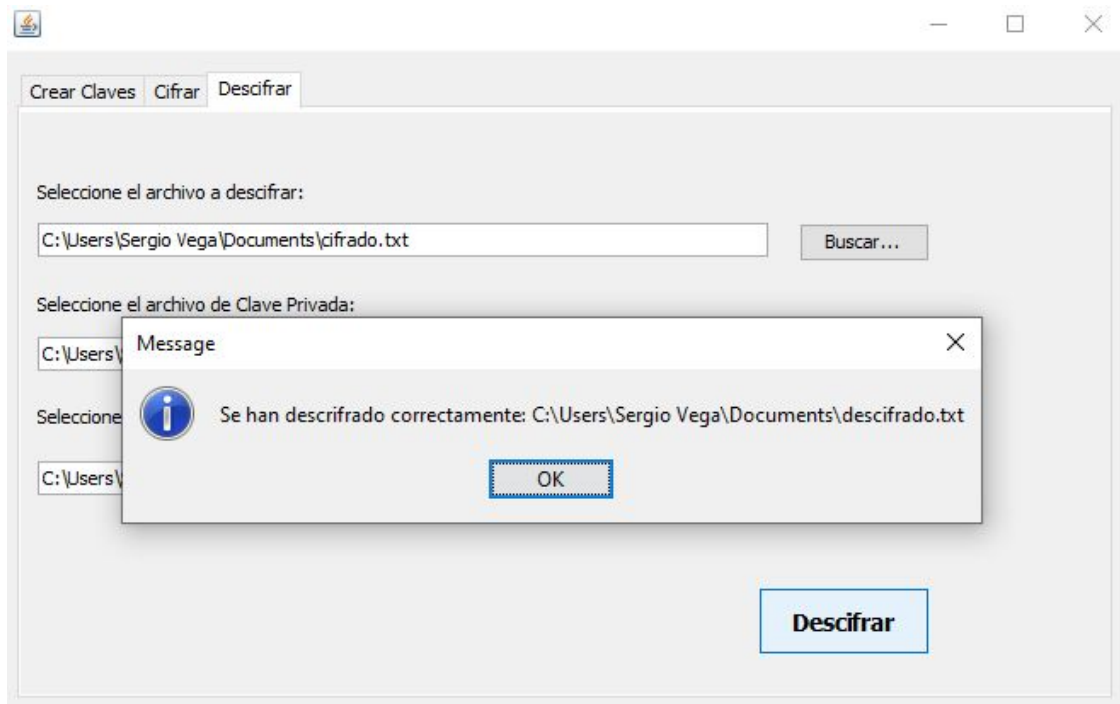 Crear Claves Cifrar Descifrar
Seleccione el archivo a descifrar:
C:\Users\Sergio Vega\Documents\cifrado.txt Buscar...
Seleccione el archivo de Clave Privada:
C:\Users\
Message
Se han descrifrado correctamente: C:\Users\Sergio Vega\Documents\descifrado.txt
Seleccione
OK
C:\Users\
Descifrar